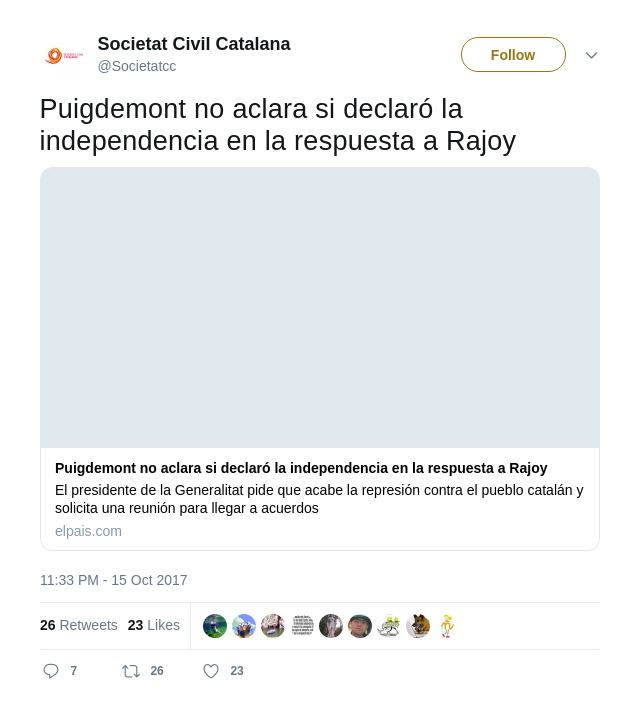 Societat Civil Catalana
@Societatcc
Follow
Puigdemont no aclara si declaró la
independencia en la respuesta a Rajoy
Puigdemont no aclara si declaró la independencia en la respuesta a Rajoy
El presidente de la Generalitat pide que acabe la represión contra el pueblo catalán y
solicita una reunión para llegar a acuerdos
elpais.com
11:33 PM - 15 Oct 2017
26 Retweets 23 Likes
7 26 23